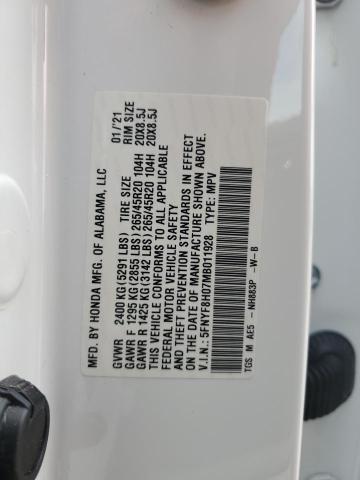 MFD. BY HONDA MFG. OF ALABAMA, LLC 01/'21
GVWR 2400 KG (5291 LBS) TIRE SIZE RIM SIZE
GAWR F 1295 KG (2855 LBS) 265/45R20 104H 20X8.5J
GAWR R 1425 KG (3142 LBS) 265/45R20 104H 20X8.5J
THIS VEHICLE CONFORMS TO ALL APPLICABLE
FEDERAL MOTOR VEHICLE SAFETY
AND THEFT PREVENTION STANDARDS IN EFFECT
ON THE DATE OF MANUFACTURE SHOWN ABOVE.
V.I.N.: 5FNYF8H07MB011928 TYPE: MPV
TGS M AE5 - NH883P -W-B